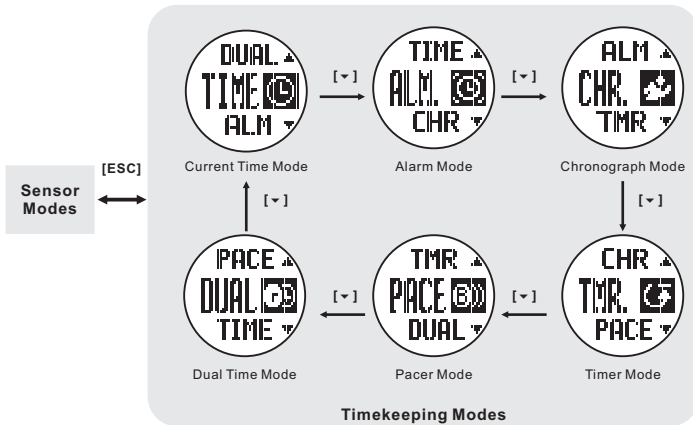 DUAL
TIME
ALM
Current Time Mode
[▾]
TIME
ALM.
CHR
Alarm Mode
[▾]
ALM
CHR.
TMR
Chronograph Mode
[ESC]
Sensor
Modes
[▾]
[▾]
PACE
DUAL
TIME
Dual Time Mode
[▾]
TMR
PACE
DUAL
Pacer Mode
[▾]
CHR
TMR.
PACE
Timer Mode
Timekeeping Modes